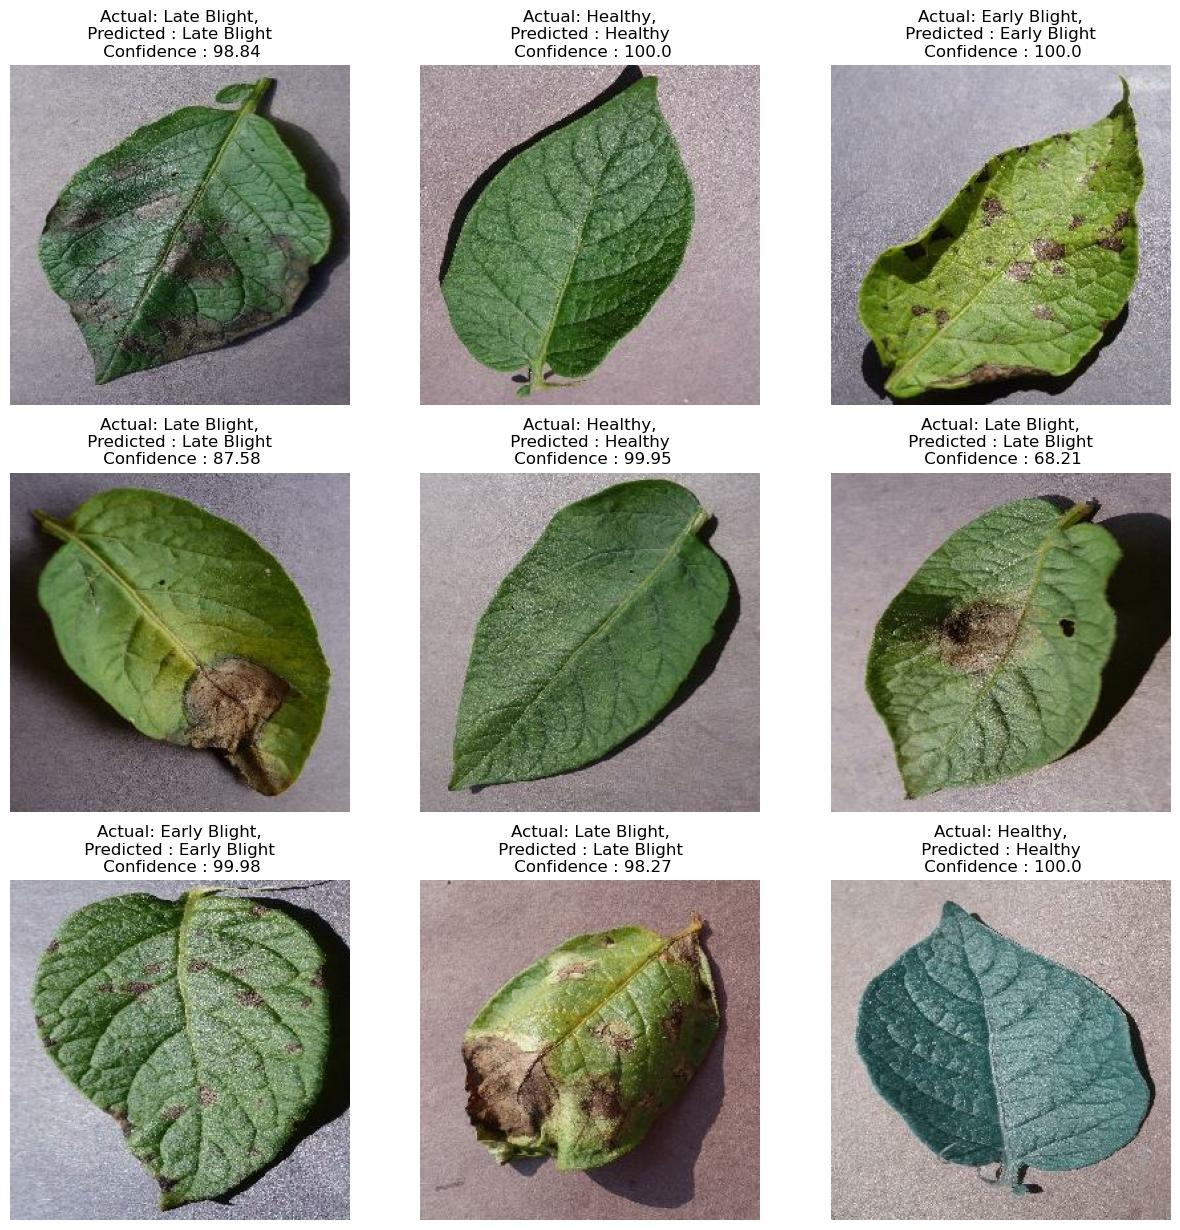 Actual: Late Blight,
Predicted : Late Blight
Confidence : 98.84
Actual: Healthy,
Predicted : Healthy
Confidence : 100.0
Actual: Early Blight,
Predicted : Early Blight
Confidence : 100.0
Actual: Late Blight,
Predicted : Late Blight
Confidence : 87.58
Actual: Healthy,
Predicted : Healthy
Confidence : 99.95
Actual: Late Blight,
Predicted : Late Blight
Confidence : 68.21
Actual: Early Blight,
Predicted : Early Blight
Confidence : 99.98
Actual: Late Blight,
Predicted : Late Blight
Confidence : 98.27
Actual: Healthy,
Predicted : Healthy
Confidence : 100.0